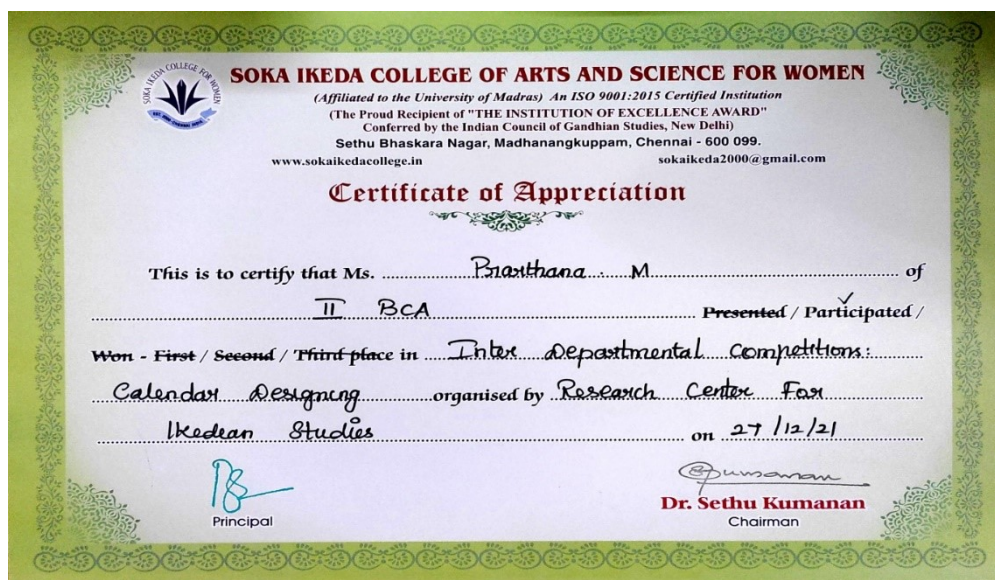 SOKA IKEDA COLLEGE OF ARTS AND SCIENCE FOR WOMEN
(Affiliated to the University of Madras) An ISO 9001:2015 Certified Institution
(The Proud Recipient of "THE INSTITUTION OF EXCELLENCE AWARD"
Conferred by the Indian Council of Gandhian Studies, New Delhi)
Sethu Bhaskara Nagar, Madhanangkuppam, Chennai - 600 099.
www.sokaikedacollege.in sokaikeda2000@gmail.com
SOKA IKEDA COLLEGE FOR WOMEN
Certificate of Appreciation
This is to certify that Ms. Prarthana . M of
II BCA Presented / Participated /
Won - First / Second / Third place in Inter Departmental Competitions:
Calendar Designing organised by Research Center For
Ikedean Studies on 27/12/21
Principal
Dr. Sethu Kumanan
Chairman